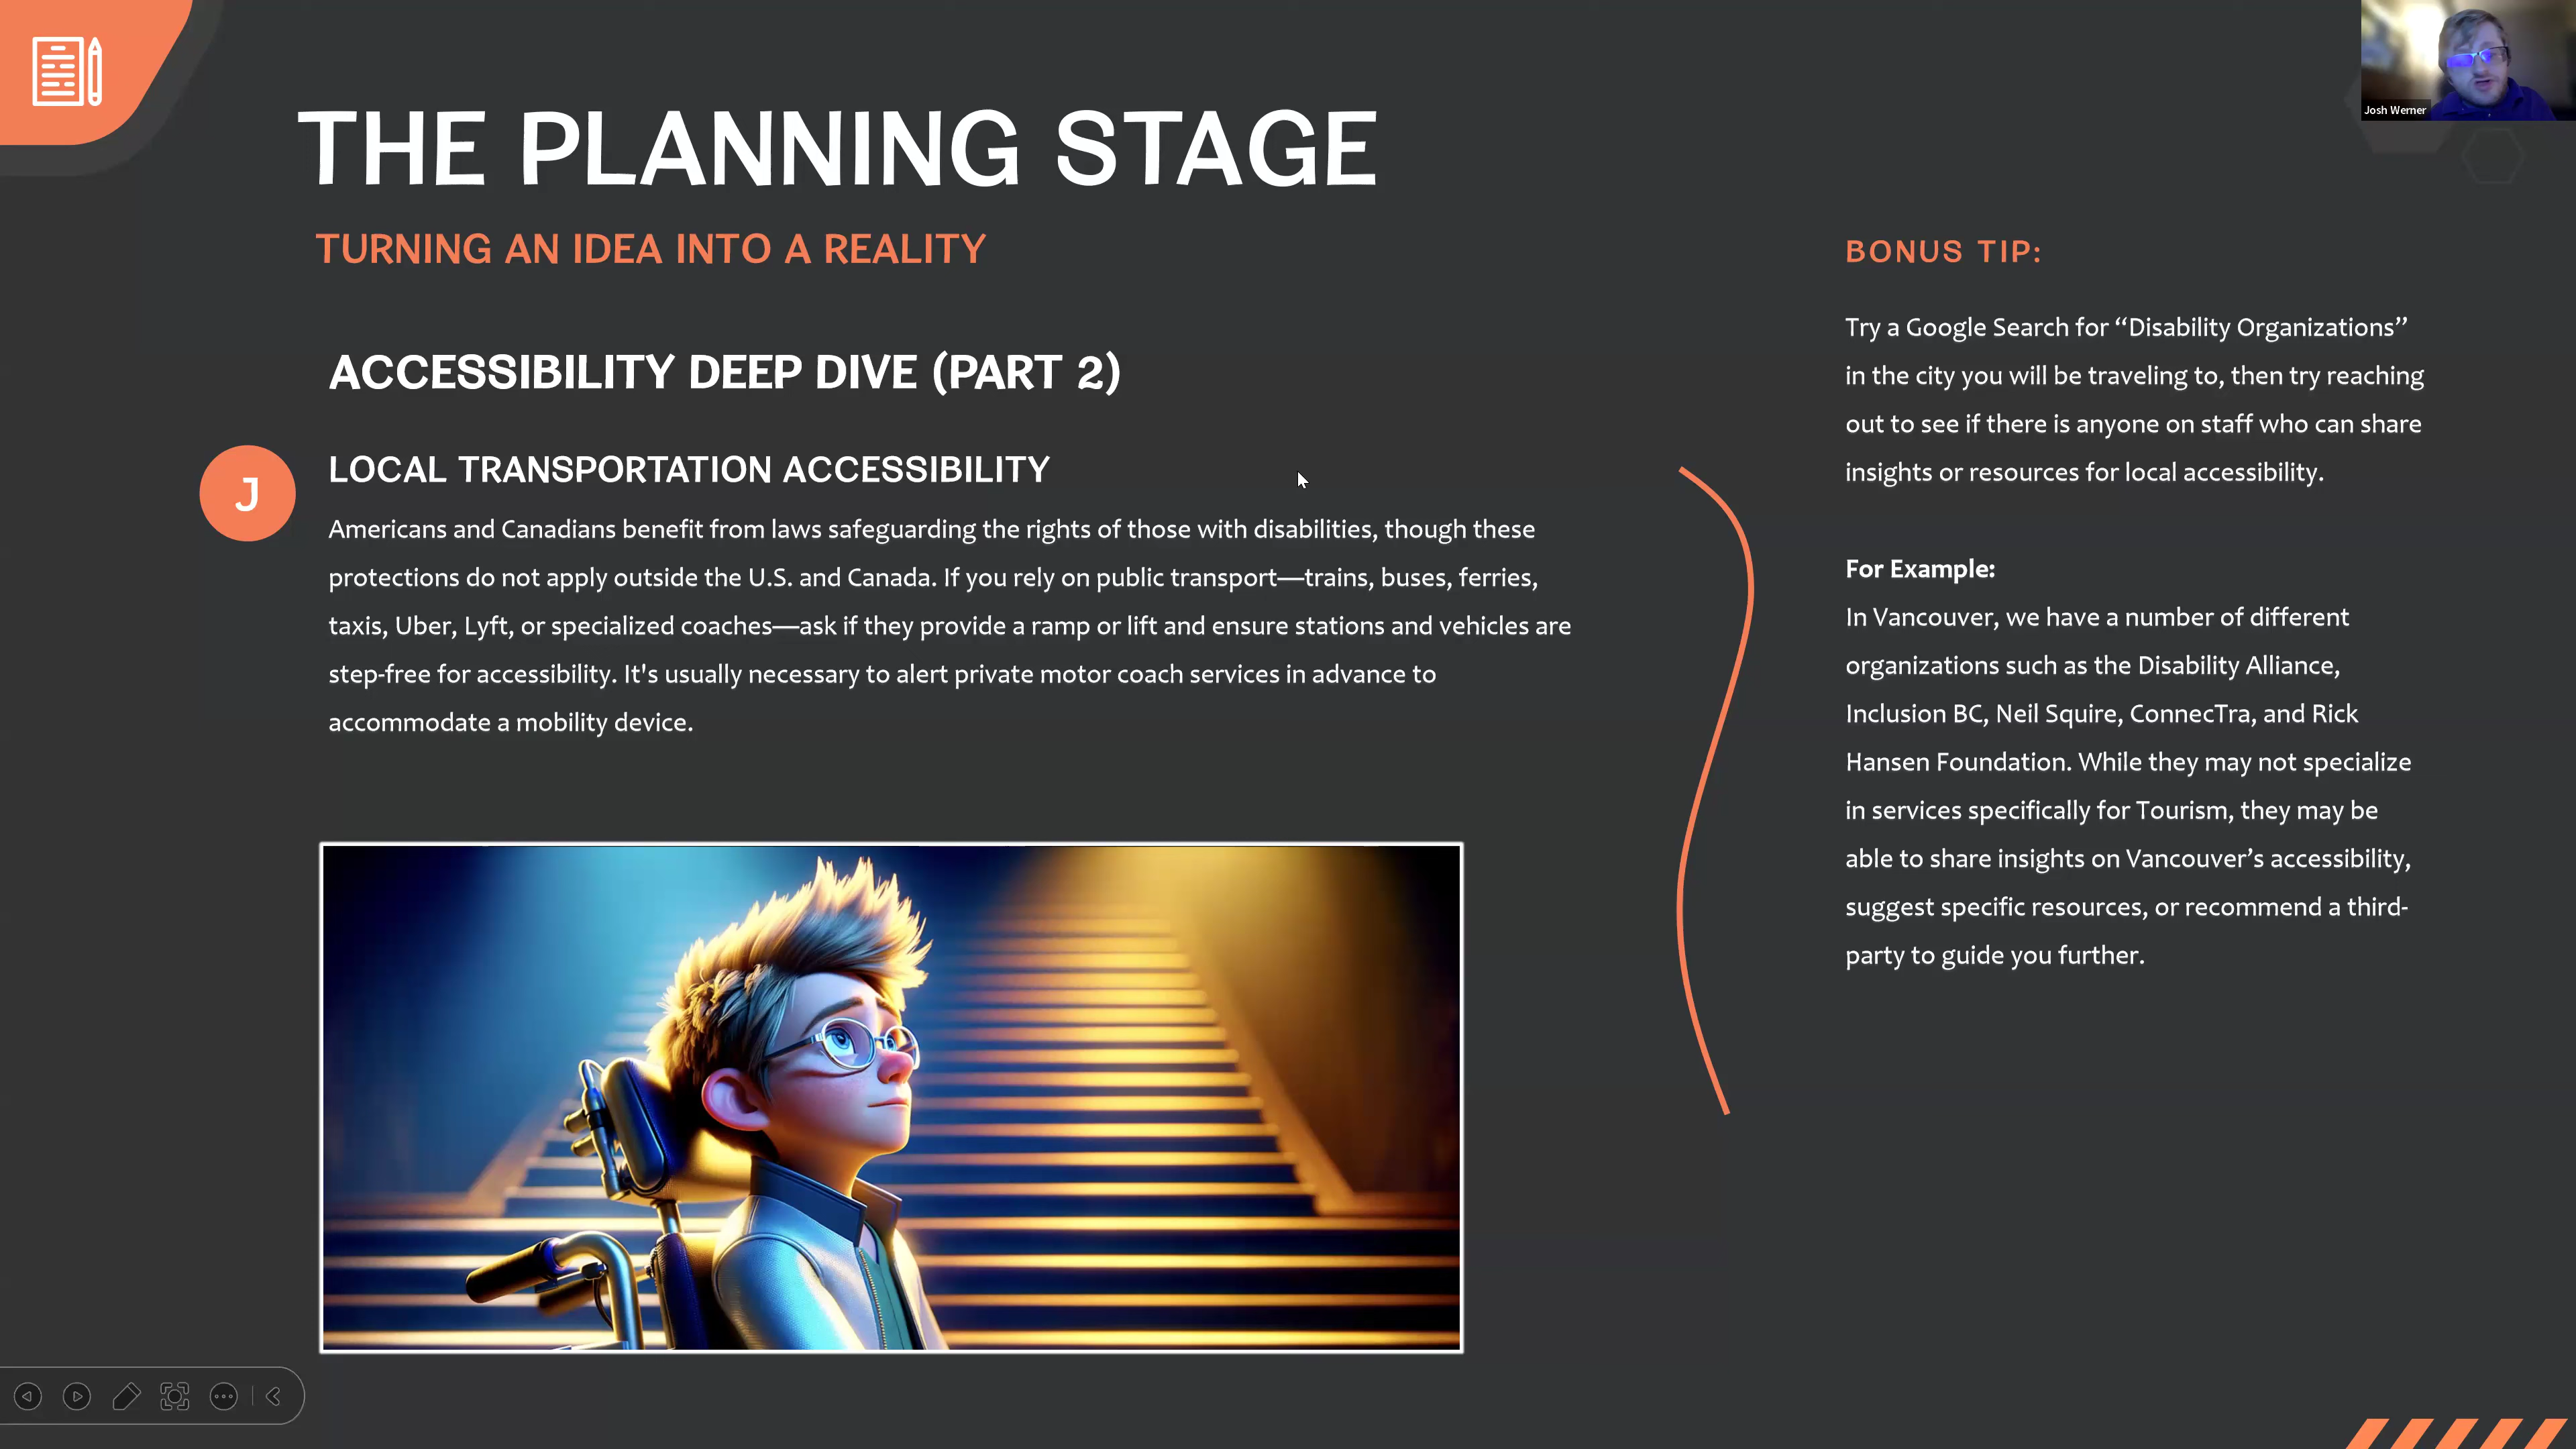 THE PLANNING STAGE
TURNING AN IDEA INTO A REALITY
ACCESSIBILITY DEEP DIVE (PART 2)
J
LOCAL TRANSPORTATION ACCESSIBILITY
Americans and Canadians benefit from laws safeguarding the rights of those with disabilities, though these
protections do not apply outside the U.S. and Canada. If you rely on public transport—trains, buses, ferries,
taxis, Uber, Lyft, or specialized coaches—ask if they provide a ramp or lift and ensure stations and vehicles are
step-free for accessibility. It's usually necessary to alert private motor coach services in advance to
accommodate a mobility device.
BONUS TIP:
Try a Google Search for “Disability Organizations”
in the city you will be traveling to, then try reaching
out to see if there is anyone on staff who can share
insights or resources for local accessibility.
For Example:
In Vancouver, we have a number of different
organizations such as the Disability Alliance,
Inclusion BC, Neil Squire, ConnecTra, and Rick
Hansen Foundation. While they may not specialize
in services specifically for Tourism, they may be
able to share insights on Vancouver’s accessibility,
suggest specific resources, or recommend a third-
party to guide you further.
Josh Werner